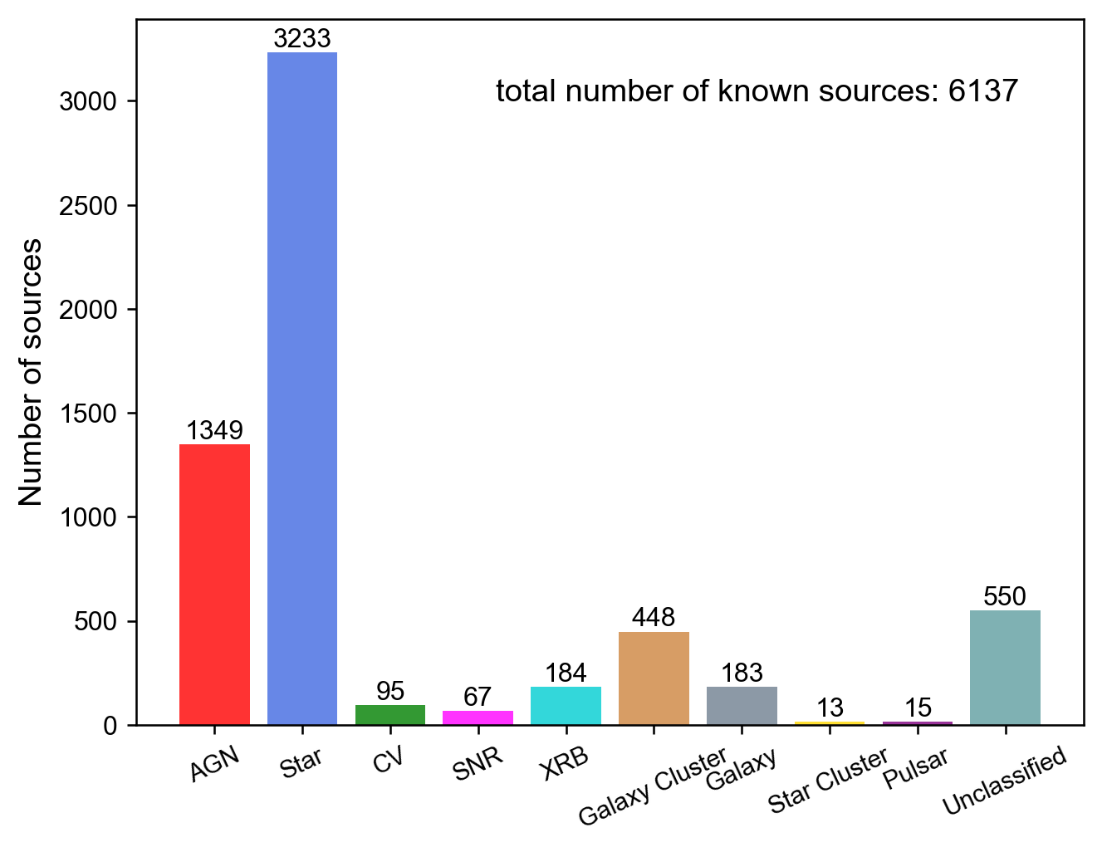 3233
total number of known sources: 6137
3000
2500
2000
1500
1349
1000
500
550
448
184
183
95
67
13
15
0
Number of sources
AGN
Star
CV
SNR
XRB
Galaxy Cluster
Galaxy
Star Cluster
Pulsar
Unclassified